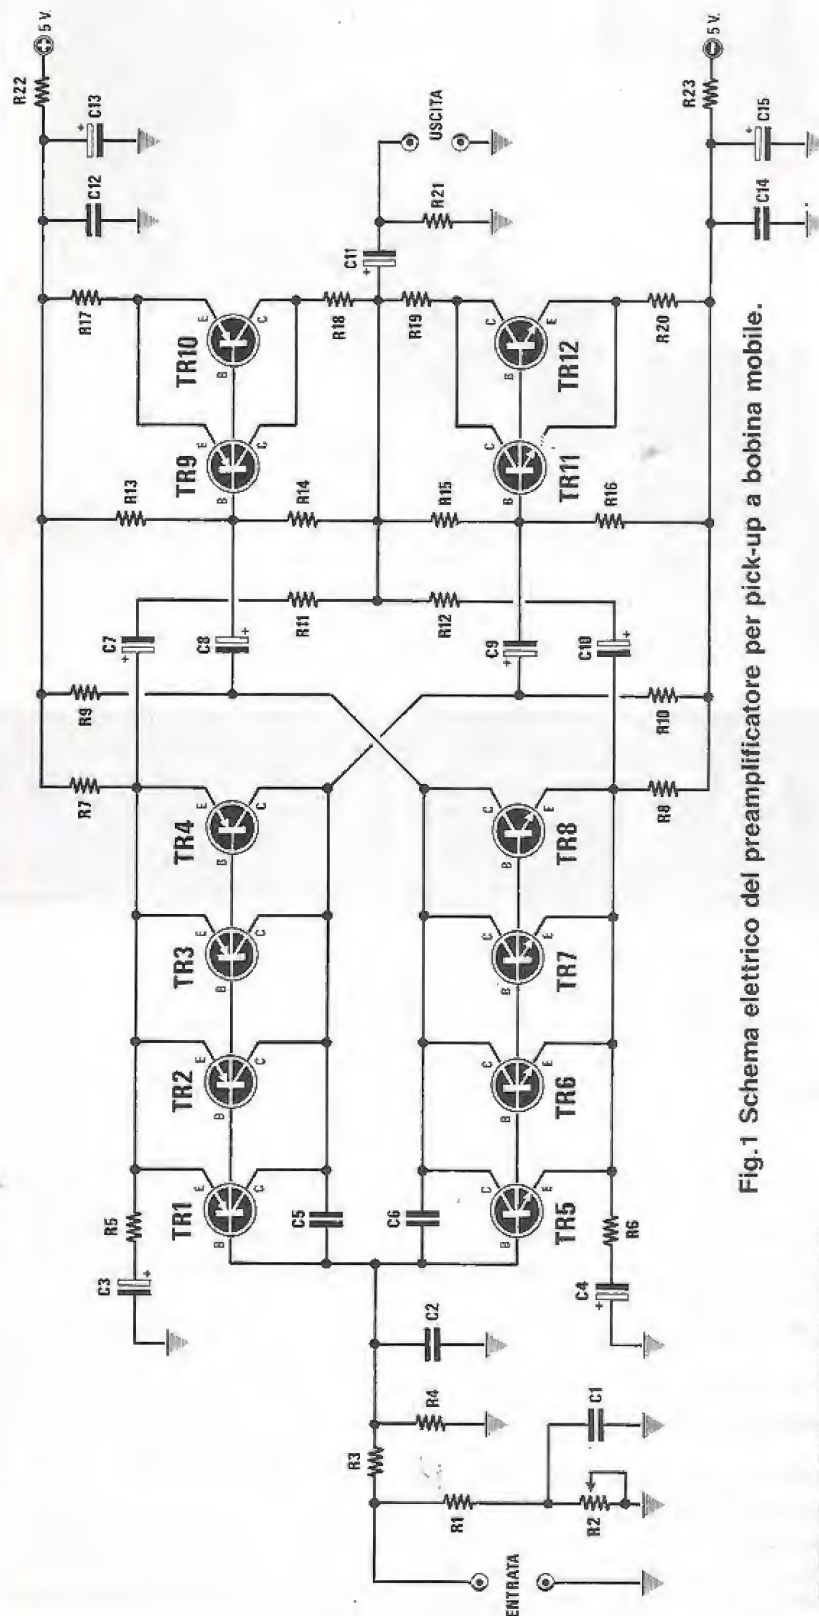 R22
5 V.
R5
R7
R9
C7
R13
R17
C12
C13
C3
+
+
+
E
E
E
E
E
E
TR1
TR2
TR3
TR4
TR9
TR10
B
B
B
B
B
B
C
C
C
C
C
C
C8
+
C5
R11
R14
R18
C11
+
R3
R21
USCITA
C6
R12
R15
R19
R4
C2
C
C
C
C
C
C
ENTRATA
R1
B
B
B
B
B
B
C9
+
TR5
TR6
TR7
TR8
TR11
TR12
E
E
E
E
E
E
R2
C1
C4
+
R6
R8
C10
+
R10
R16
R20
R23
5 V.
C14
C15
+
Fig.1 Schema elettrico del preamplificatore per pick-up a bobina mobile.